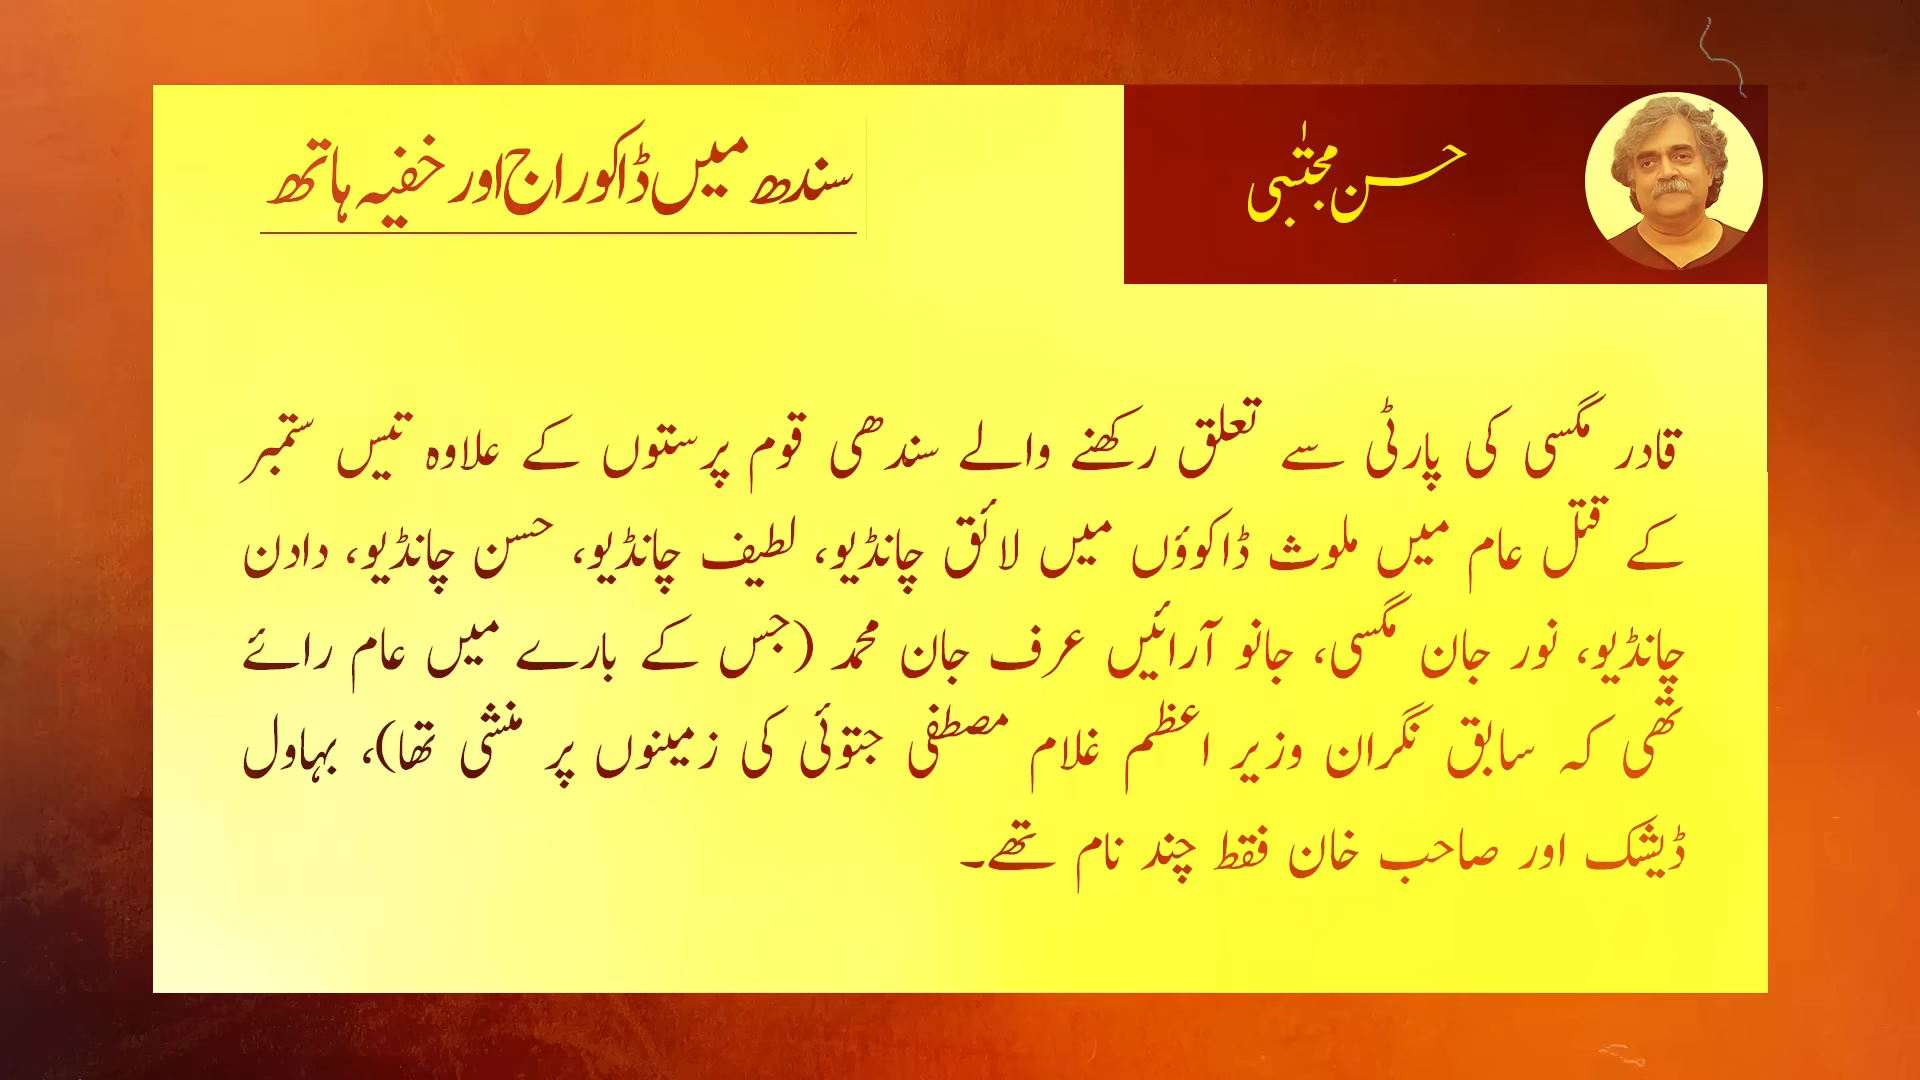 حسن مجتبیٰ
سندھ میں ڈاکو راج اور خفیہ ہاتھ
قادر مگسی کی پارٹی سے تعلق رکھنے والے سندھی قوم پرستوں کے علاوہ تیس ستمبر
کے قتل عام میں ملوث ڈاکوؤں میں لائق چانڈیو، لطیف چانڈیو، حسن چانڈیو، دادن
چانڈیو، نور جان مگسی، جانو آرائیں عرف جان محمد (جس کے بارے میں عام رائے
تھی کہ سابق نگران وزیر اعظم غلام مصطفی جتوئی کی زمینوں پر منشی تھا)، بہاول
ڈیشک اور صاحب خان فقط چند نام تھے۔